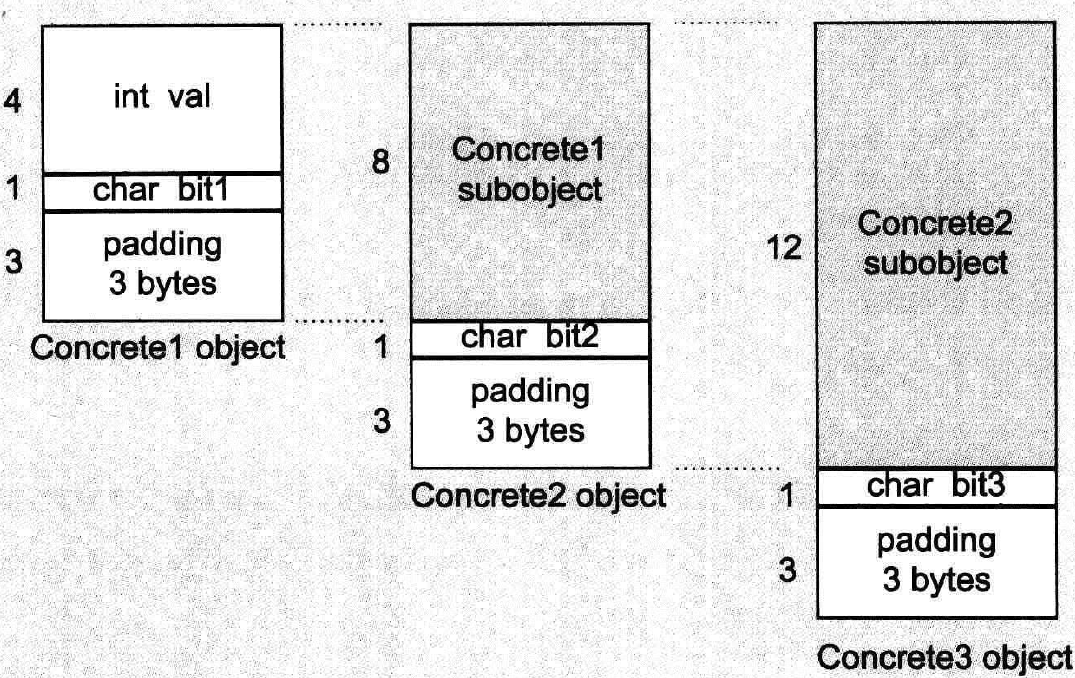 4
int val
1
char bit1
3
padding
3 bytes
Concrete1 object
8
Concrete1
subobject
1
char bit2
3
padding
3 bytes
Concrete2 object
12
Concrete2
subobject
1
char bit3
3
padding
3 bytes
Concrete3 object